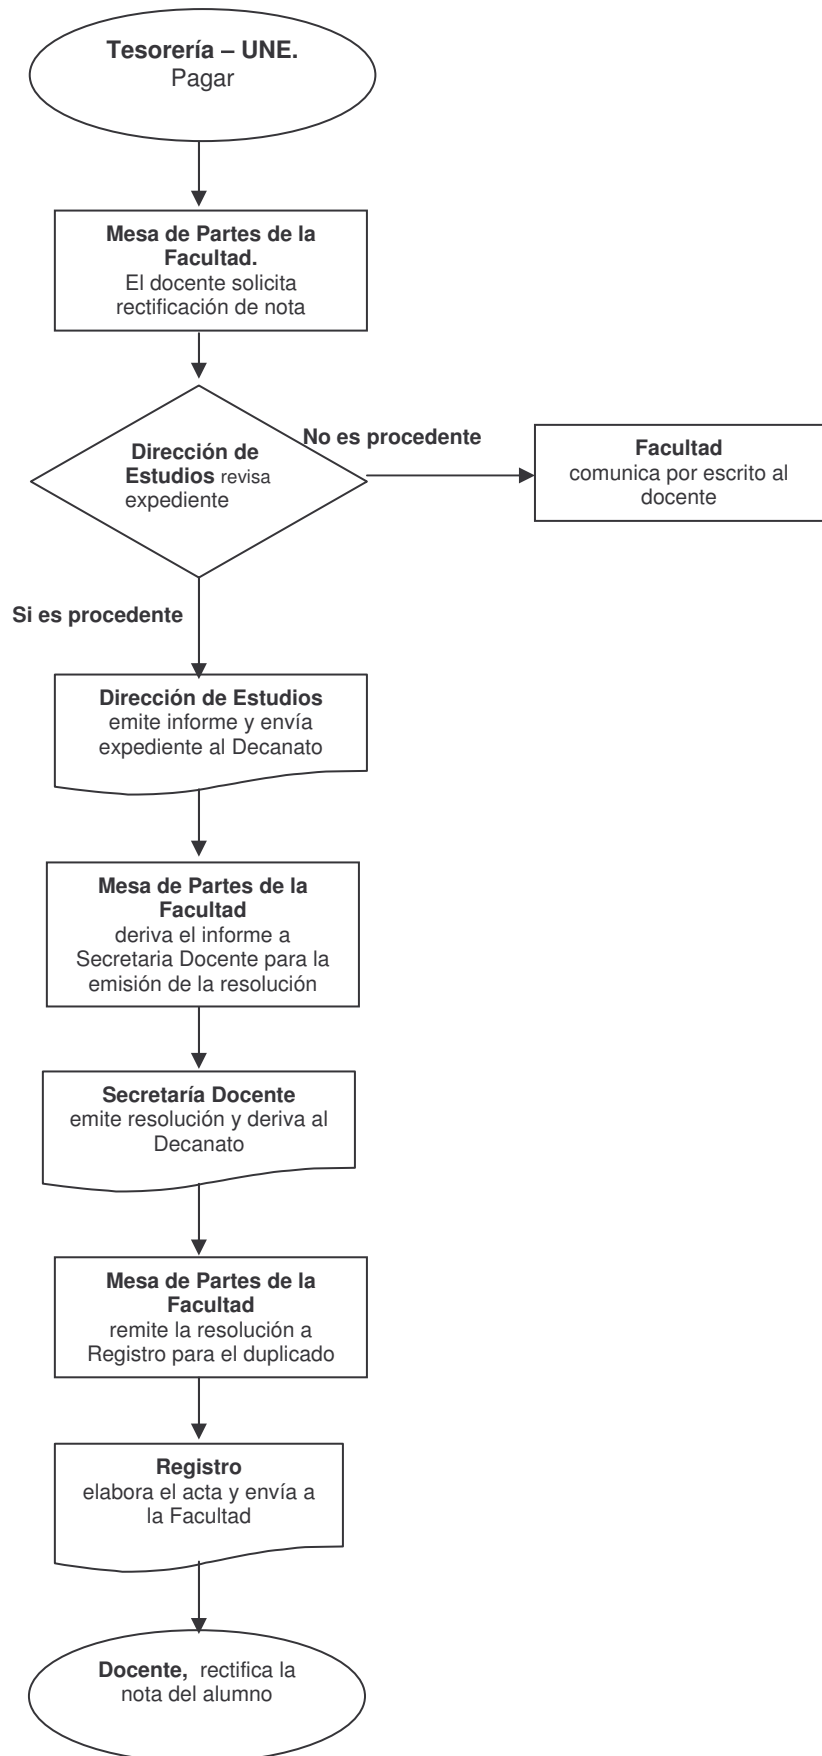 Tesorería – UNE.
Pagar
Mesa de Partes de la
Facultad.
El docente solicita
rectificación de nota
Dirección de
Estudios revisa
expediente
No es procedente
Facultad
comunica por escrito al
docente
Si es procedente
Dirección de Estudios
emite informe y envía
expediente al Decanato
Mesa de Partes de la
Facultad
deriva el informe a
Secretaria Docente para la
emisión de la resolución
Secretaría Docente
emite resolución y deriva al
Decanato
Mesa de Partes de la
Facultad
remite la resolución a
Registro para el duplicado
Registro
elabora el acta y envía a
la Facultad
Docente, rectifica la
nota del alumno